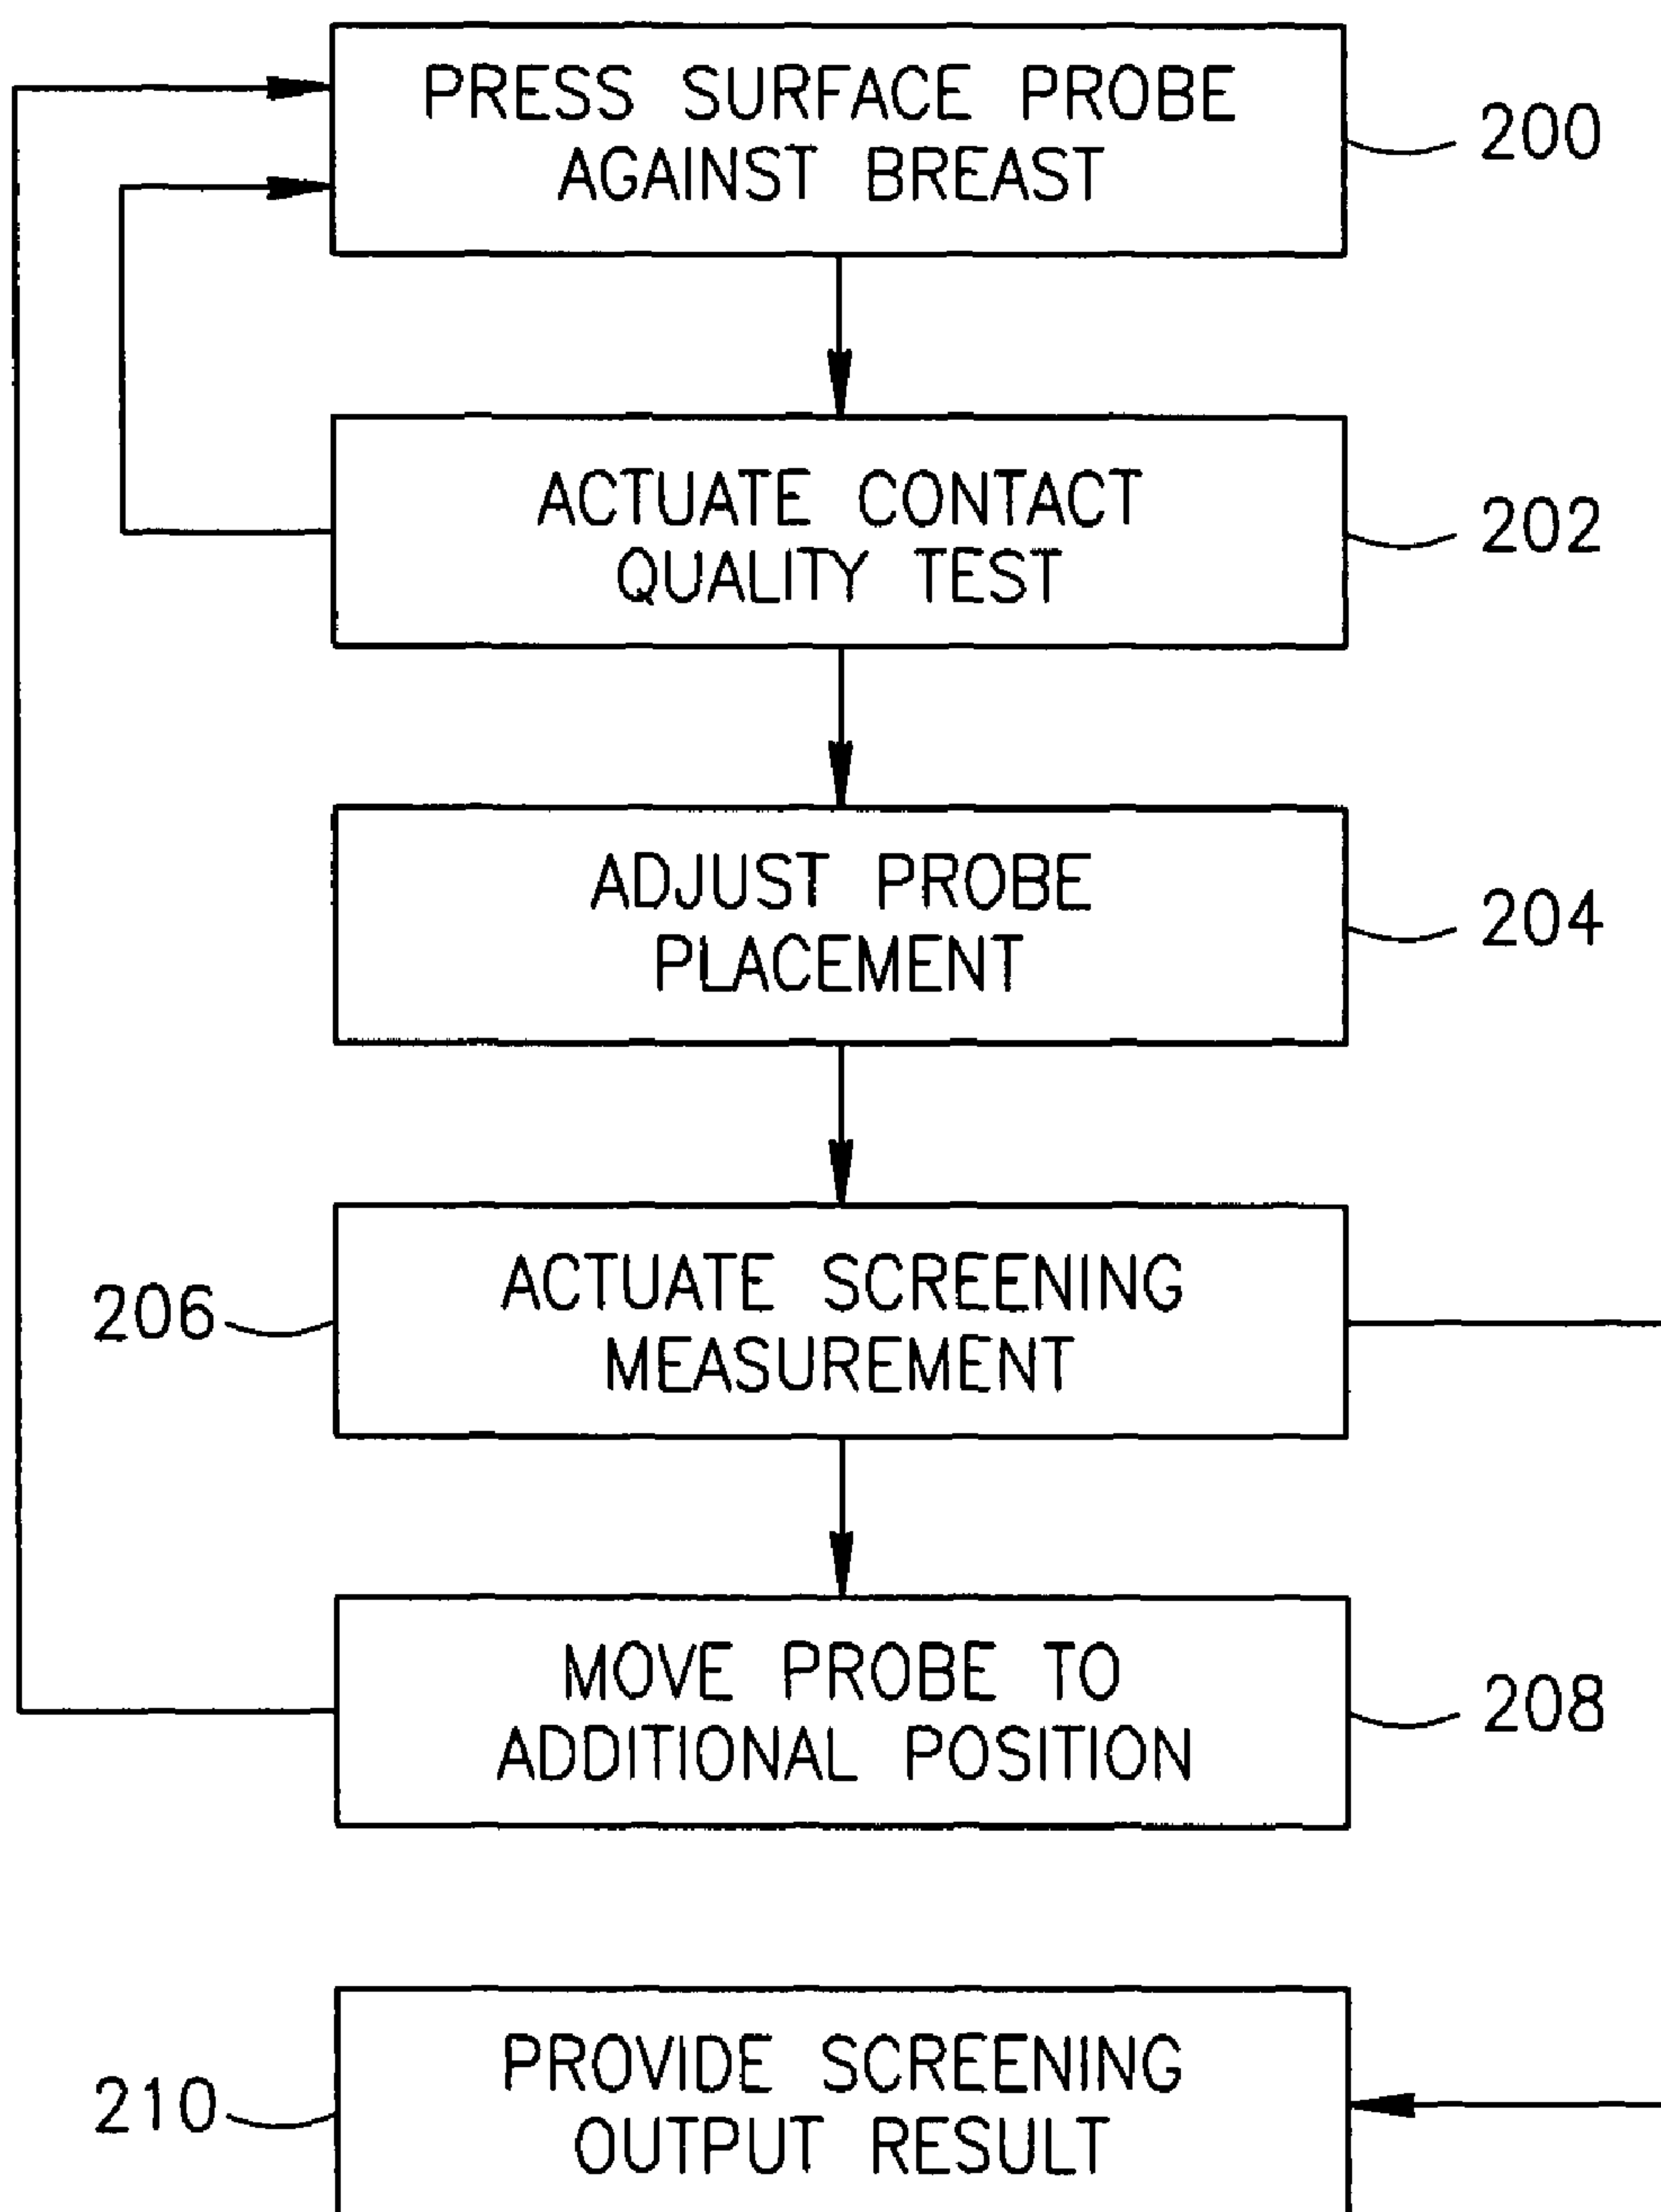 PRESS SURFACE PROBE
AGAINST BREAST
200
ACTUATE CONTACT
QUALITY TEST
202
ADJUST PROBE
PLACEMENT
204
ACTUATE SCREENING
MEASUREMENT
206
MOVE PROBE TO
ADDITIONAL POSITION
208
PROVIDE SCREENING
OUTPUT RESULT
210